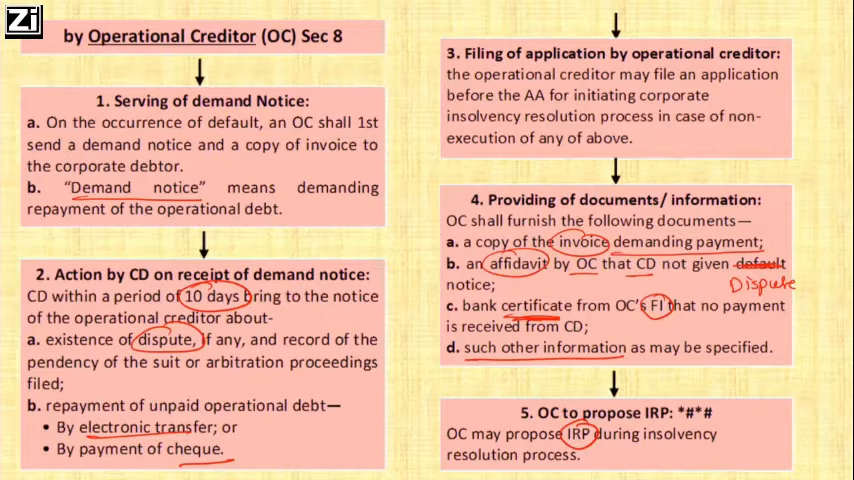 Zi
by Operational Creditor (OC) Sec 8
1. Serving of demand Notice:
a. On the occurrence of default, an OC shall 1st
send a demand notice and a copy of invoice to
the corporate debtor.
b. “Demand notice” means demanding
repayment of the operational debt.
2. Action by CD on receipt of demand notice:
CD within a period of 10 days bring to the notice
of the operational creditor about-
a. existence of dispute, if any, and record of the
pendency of the suit or arbitration proceedings
filed;
b. repayment of unpaid operational debt—
• By electronic transfer; or
• By payment of cheque.
3. Filing of application by operational creditor:
the operational creditor may file an application
before the AA for initiating corporate
insolvency resolution process in case of non-
execution of any of above.
4. Providing of documents/ information:
OC shall furnish the following documents—
a. a copy of the invoice demanding payment;
b. an affidavit by OC that CD not given default
Dispute
notice;
c. bank certificate from OC’s FI that no payment
is received from CD;
d. such other information as may be specified.
5. OC to propose IRP: *#*#
OC may propose IRP during insolvency
resolution process.